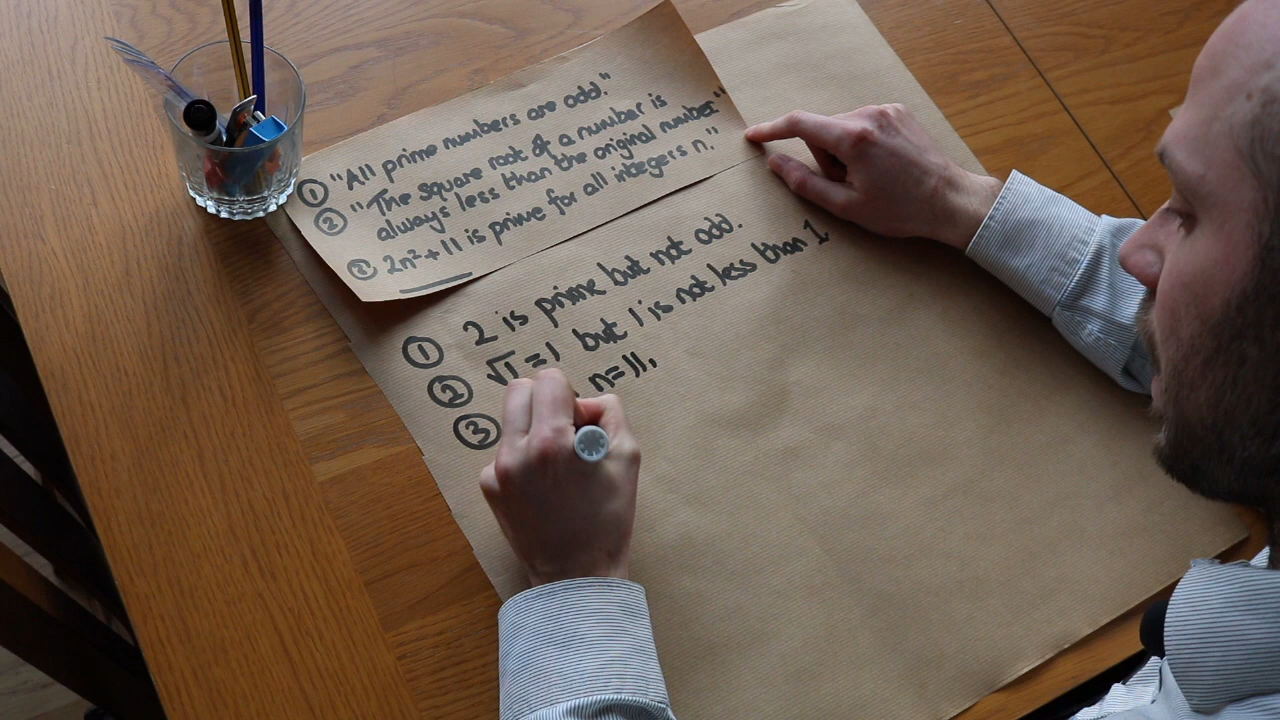 ① "All prime numbers are odd."
② "The square root of a number is
always less than the original number."
② 2n²+11 is prime for all integers n."
① 2 is prime but not odd.
② √1 = 1 but 1 is not less than 1
③ n=11,